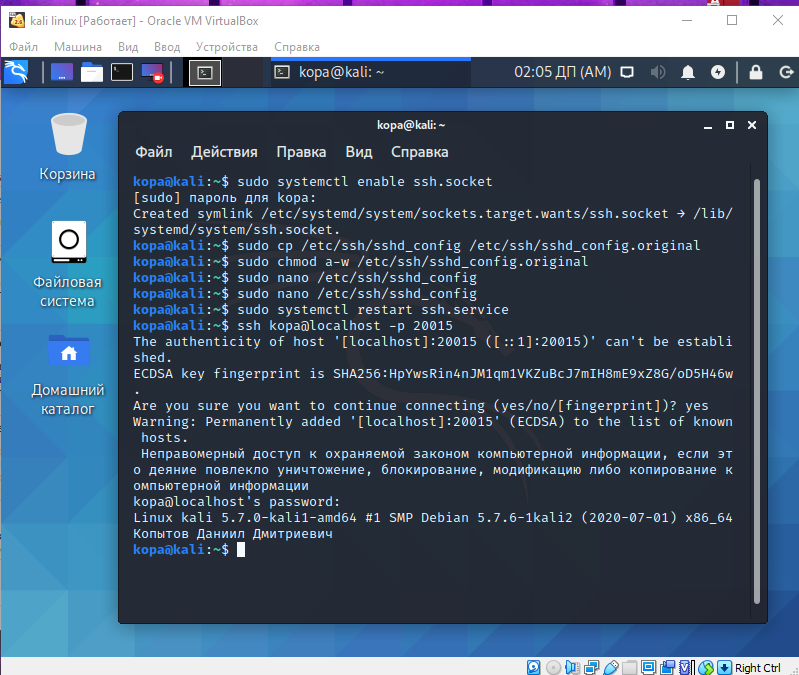 kali linux [Работает] - Oracle VM VirtualBox
Файл Машина Вид Ввод Устройства Справка
kopa@kali: ~ 02:05 ДП (AM)
kopa@kali:~
Файл Действия Правка Вид Справка
Корзина
Файловая
система
Домашний
каталог
kopa@kali:~$ sudo systemctl enable ssh.socket
[sudo] пароль для kopa:
Created symlink /etc/systemd/system/sockets.target.wants/ssh.socket → /lib/
systemd/system/ssh.socket.
kopa@kali:~$ sudo cp /etc/ssh/sshd_config /etc/ssh/sshd_config.original
kopa@kali:~$ sudo chmod a-w /etc/ssh/sshd_config.original
kopa@kali:~$ sudo nano /etc/ssh/sshd_config
kopa@kali:~$ sudo nano /etc/ssh/sshd_config
kopa@kali:~$ sudo systemctl restart ssh.service
kopa@kali:~$ ssh kopa@localhost -p 20015
The authenticity of host '[localhost]:20015 ([::1]:20015)' can't be establi
shed.
ECDSA key fingerprint is SHA256:HpYwsRin4nJM1qm1VKZuBcJ7mIH8mE9xZ8G/oD5H46w
.
Are you sure you want to continue connecting (yes/no/[fingerprint])? yes
Warning: Permanently added '[localhost]:20015' (ECDSA) to the list of known
hosts.
Неправомерный доступ к охраняемой законом компьютерной информации, если эт
о деяние повлекло уничтожение, блокирование, модификацию либо копирование к
омпьютерной информации
kopa@localhost's password:
Linux kali 5.7.0-kali1-amd64 #1 SMP Debian 5.7.6-1kali2 (2020-07-01) x86_64
Копытов Даниил Дмитриевич
kopa@kali:~$
Right Ctrl